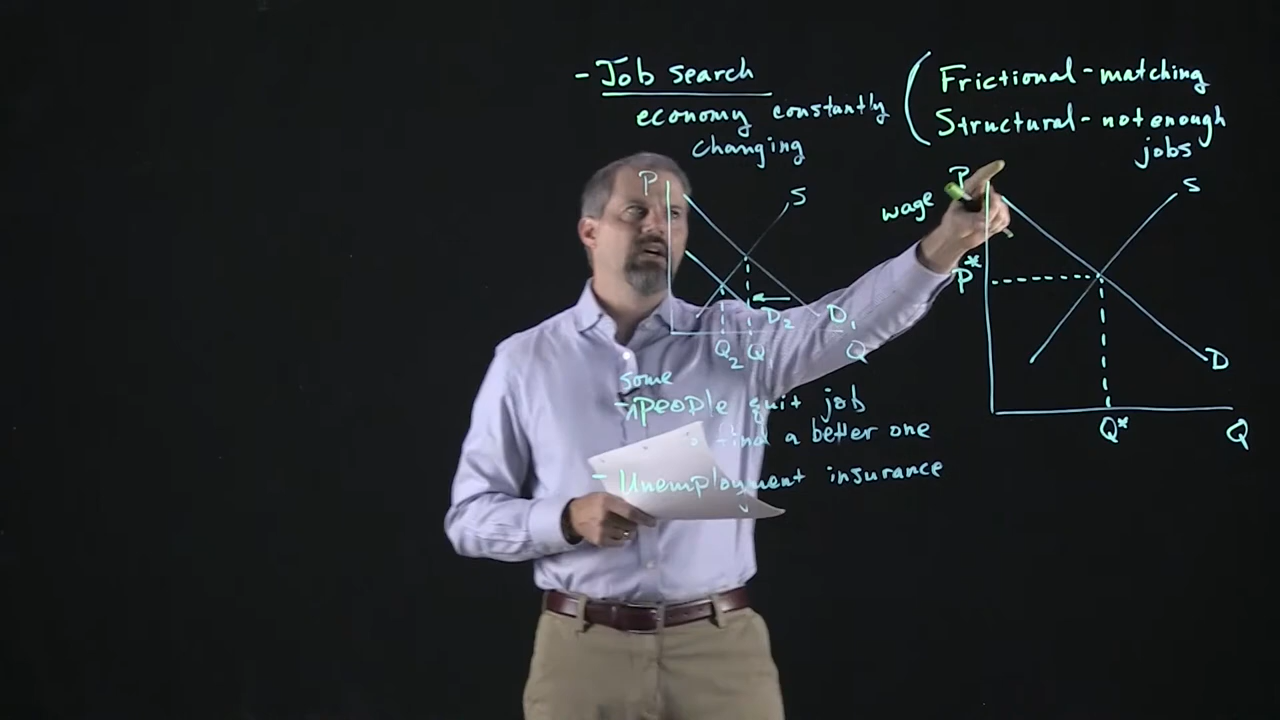 - Job search
economy constantly
changing
Frictional - matching
Structural - not enough
jobs
P
S
D2
D1
Q2
Q1
Q
some
- people quit job
find a better one
- Unemployment insurance
P
wage
S
P*
D
Q*
Q